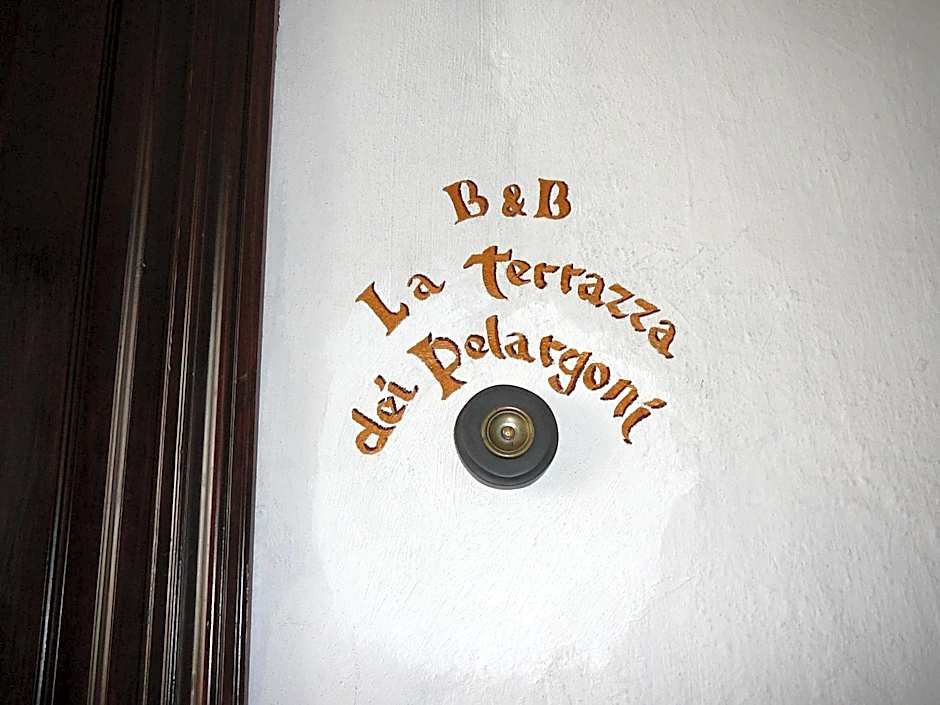 B & B
La terrazza
dei Pelargoni